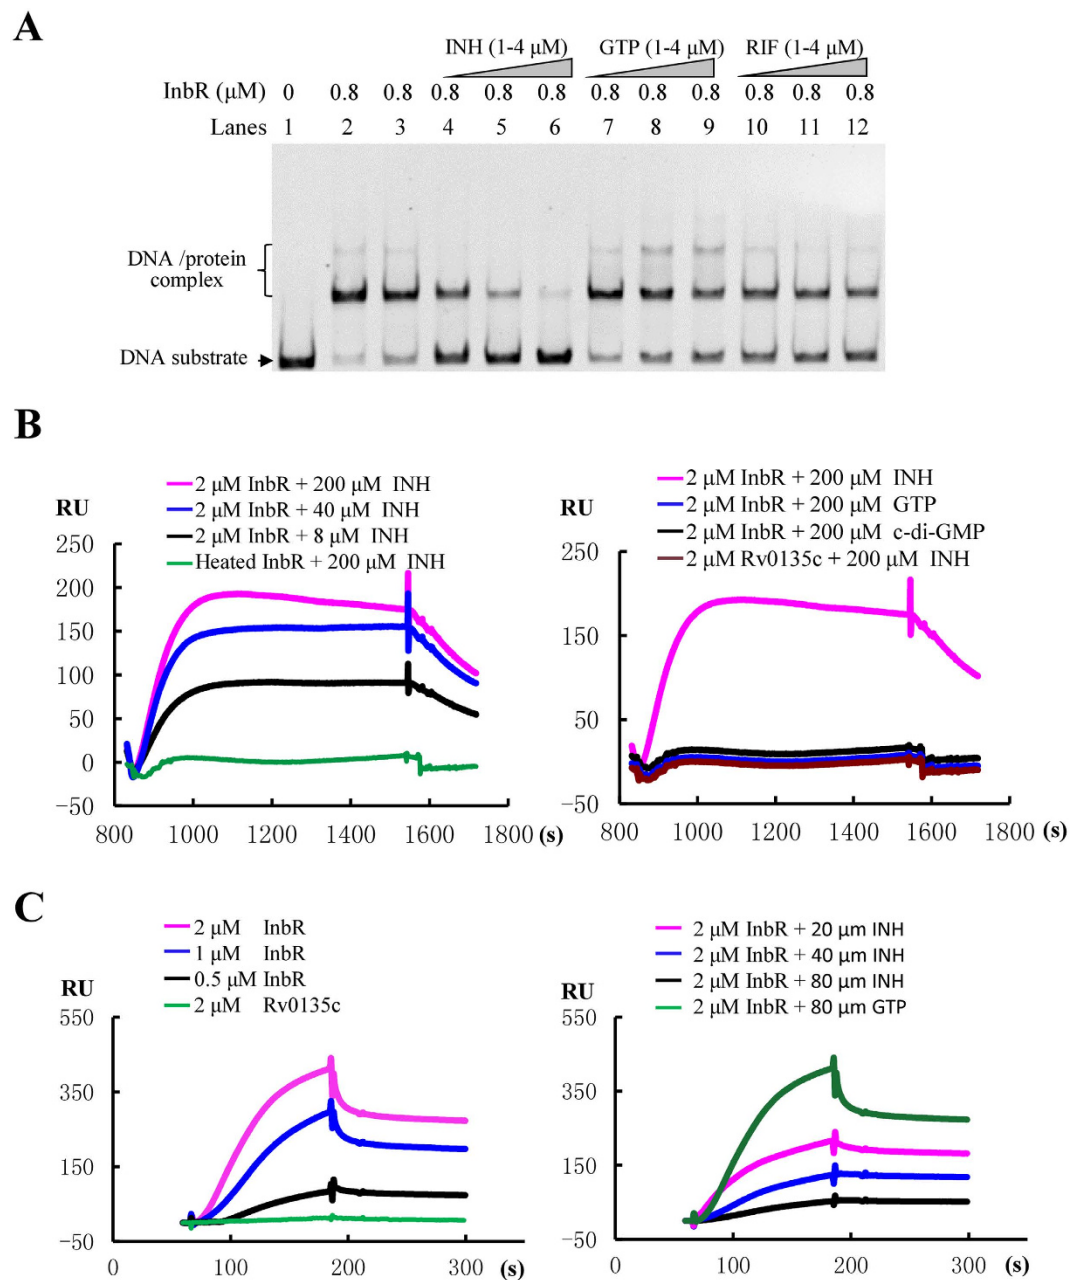 A
INH (1-4 μM) GTP (1-4 μM) RIF (1-4 μM)
InbR (μM) 0 0.8 0.8 0.8 0.8 0.8 0.8 0.8 0.8 0.8 0.8 0.8
Lanes 1 2 3 4 5 6 7 8 9 10 11 12
DNA /protein
complex
DNA substrate
B
RU
2 μM InbR + 200 μM INH
2 μM InbR + 40 μM INH
2 μM InbR + 8 μM INH
Heated InbR + 200 μM INH
250
200
150
100
50
0
-50
800 1000 1200 1400 1600 1800 (s)
RU
2 μM InbR + 200 μM INH
2 μM InbR + 200 μM GTP
2 μM InbR + 200 μM c-di-GMP
2 μM Rv0135c + 200 μM INH
250
150
50
-50
800 1000 1200 1400 1600 1800 (s)
C
RU
2 μM InbR
1 μM InbR
0.5 μM InbR
2 μM Rv0135c
550
350
150
-50
0 100 200 300 (s)
RU
2 μM InbR + 20 μm INH
2 μM InbR + 40 μm INH
2 μM InbR + 80 μm INH
2 μM InbR + 80 μm GTP
550
350
150
-50
0 100 200 300 (s)